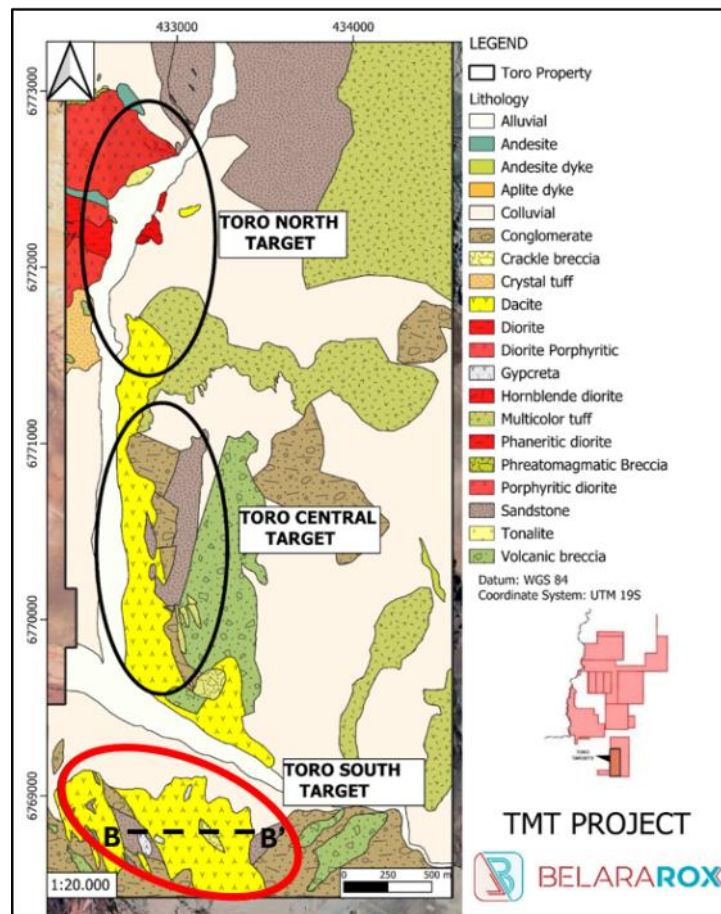 433000
434000
6773000
6772000
6771000
6770000
6769000
TORO NORTH
TARGET
TORO CENTRAL
TARGET
TORO SOUTH
TARGET
B
B'
1:20.000
0
250
500 m
LEGEND
Toro Property
Lithology
Alluvial
Andesite
Andesite dyke
Aplite dyke
Colluvial
Conglomerate
Crackle breccia
Crystal tuff
Dacite
Diorite
Diorite Porphyritic
Gypcreta
Hornblende diorite
Multicolor tuff
Phaneritic diorite
Phreatomagmatic Breccia
Porphyritic diorite
Sandstone
Tonalite
Volcanic breccia
Datum: WGS 84
Coordinate System: UTM 19S
TORO
TARGETS
TMT PROJECT
BELARAROX